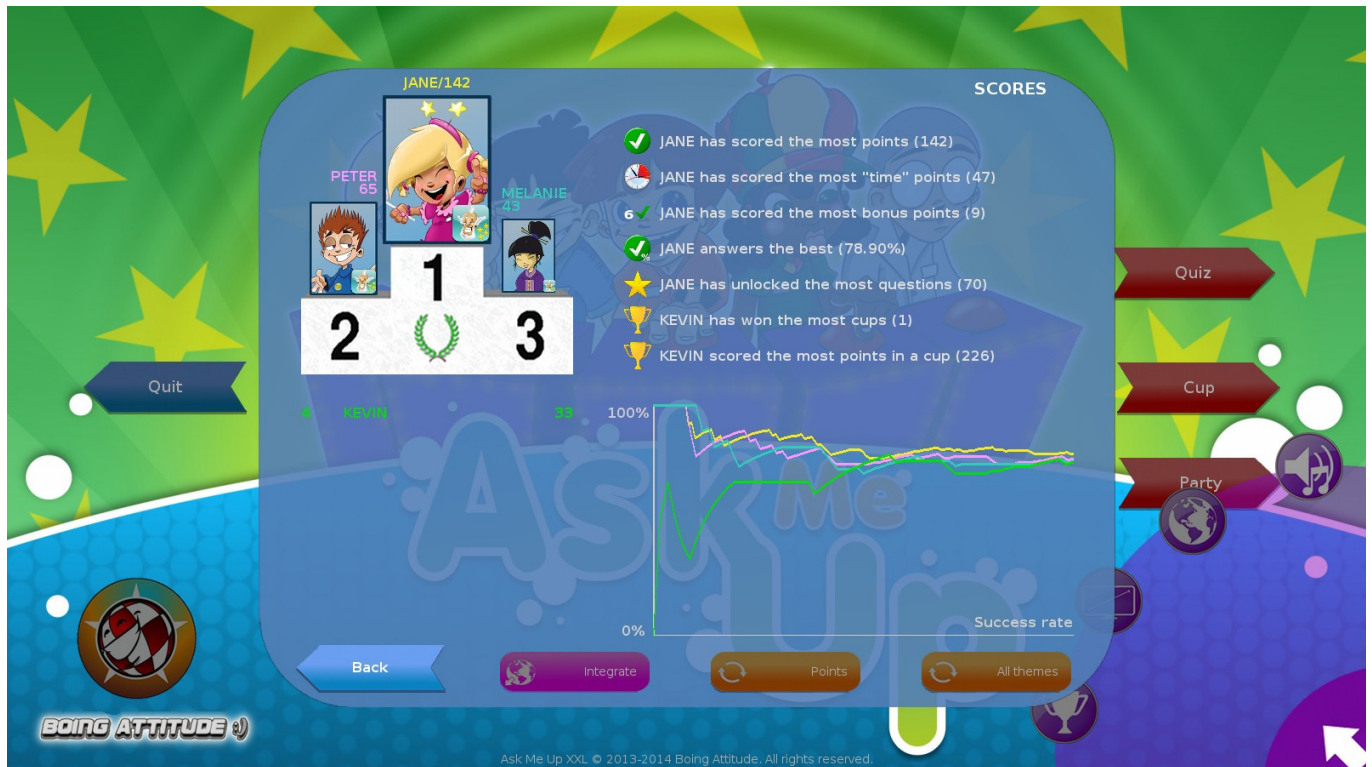 JANE/142
SCORES
PETER
65
MELANIE
43
1
2
3
JANE has scored the most points (142)
JANE has scored the most "time" points (47)
6 JANE has scored the most bonus points (9)
% JANE answers the best (78.90%)
JANE has unlocked the most questions (70)
KEVIN has won the most cups (1)
KEVIN scored the most points in a cup (226)
Quiz
Cup
Party
Quit
4 KEVIN 33
100%
0%
Success rate
Ask Me Up
Back
Integrate
Points
All themes
BOING ATTITUDE :)
Ask Me Up XXL © 2013-2014 Boing Attitude. All rights reserved.